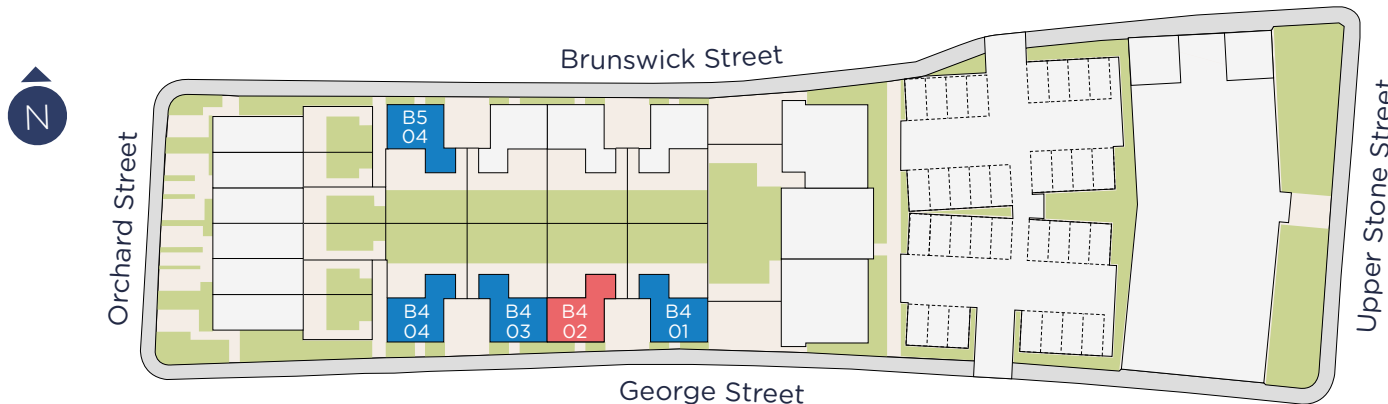 Brunswick Street
N
B5
04
Orchard Street
Upper Stone Street
B4
04
B4
03
B4
02
B4
01
George Street